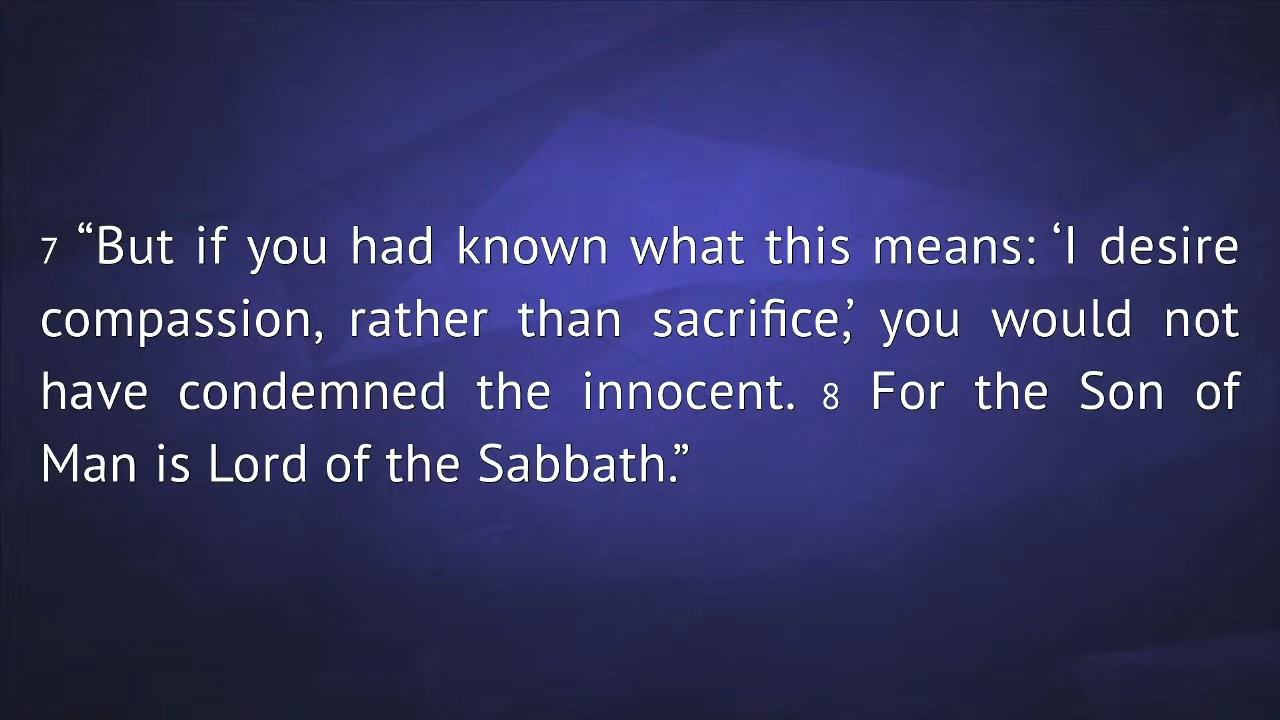 7 “But if you had known what this means: ‘I desire
compassion, rather than sacrifice,’ you would not
have condemned the innocent. 8 For the Son of
Man is Lord of the Sabbath.”